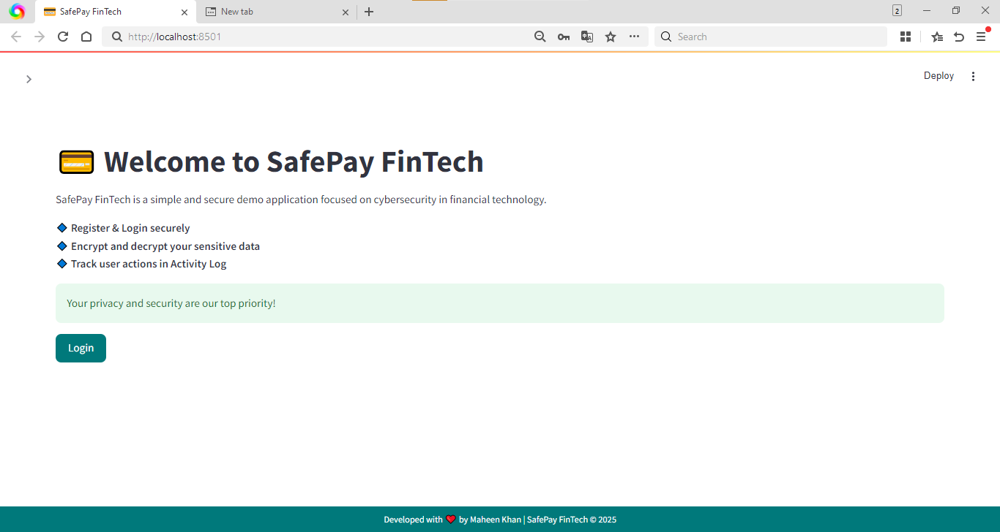 SafePay FinTech
New tab
2
http://localhost:8501
Search
Deploy
Welcome to SafePay FinTech
SafePay FinTech is a simple and secure demo application focused on cybersecurity in financial technology.
Register & Login securely
Encrypt and decrypt your sensitive data
Track user actions in Activity Log
Your privacy and security are our top priority!
Login
Developed with ❤️ by Maheen Khan | SafePay FinTech © 2025